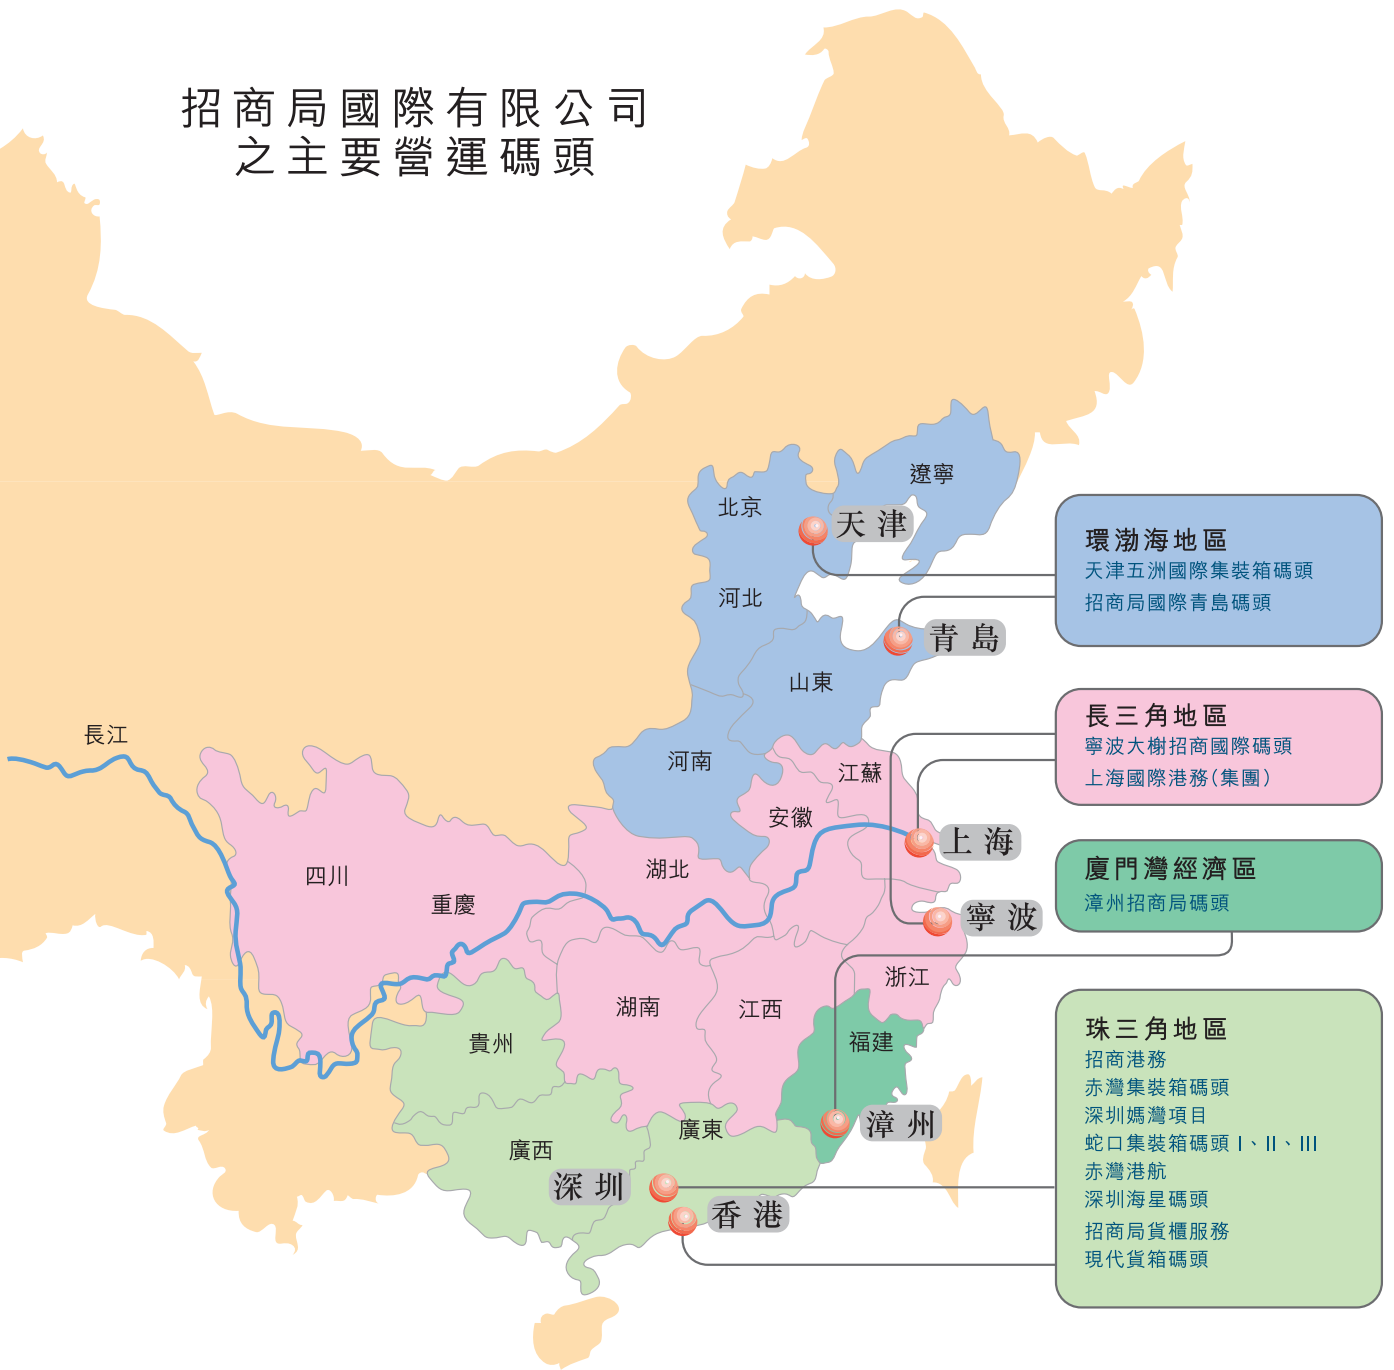 招商局國際有限公司
之主要營運碼頭
遼寧
北京
天津
河北
青島
山東
長江
河南
江蘇
安徽
上海
四川
湖北
重慶
寧波
浙江
湖南
江西
貴州
福建
漳州
廣東
廣西
深圳
香港
環渤海地區
天津五洲國際集裝箱碼頭
招商局國際青島碼頭
長三角地區
寧波大榭招商國際碼頭
上海國際港務(集團)
廈門灣經濟區
漳州招商局碼頭
珠三角地區
招商港務
赤灣集裝箱碼頭
深圳媽灣項目
蛇口集裝箱碼頭 I、II、III
赤灣港航
深圳海星碼頭
招商局貨櫃服務
現代貨箱碼頭